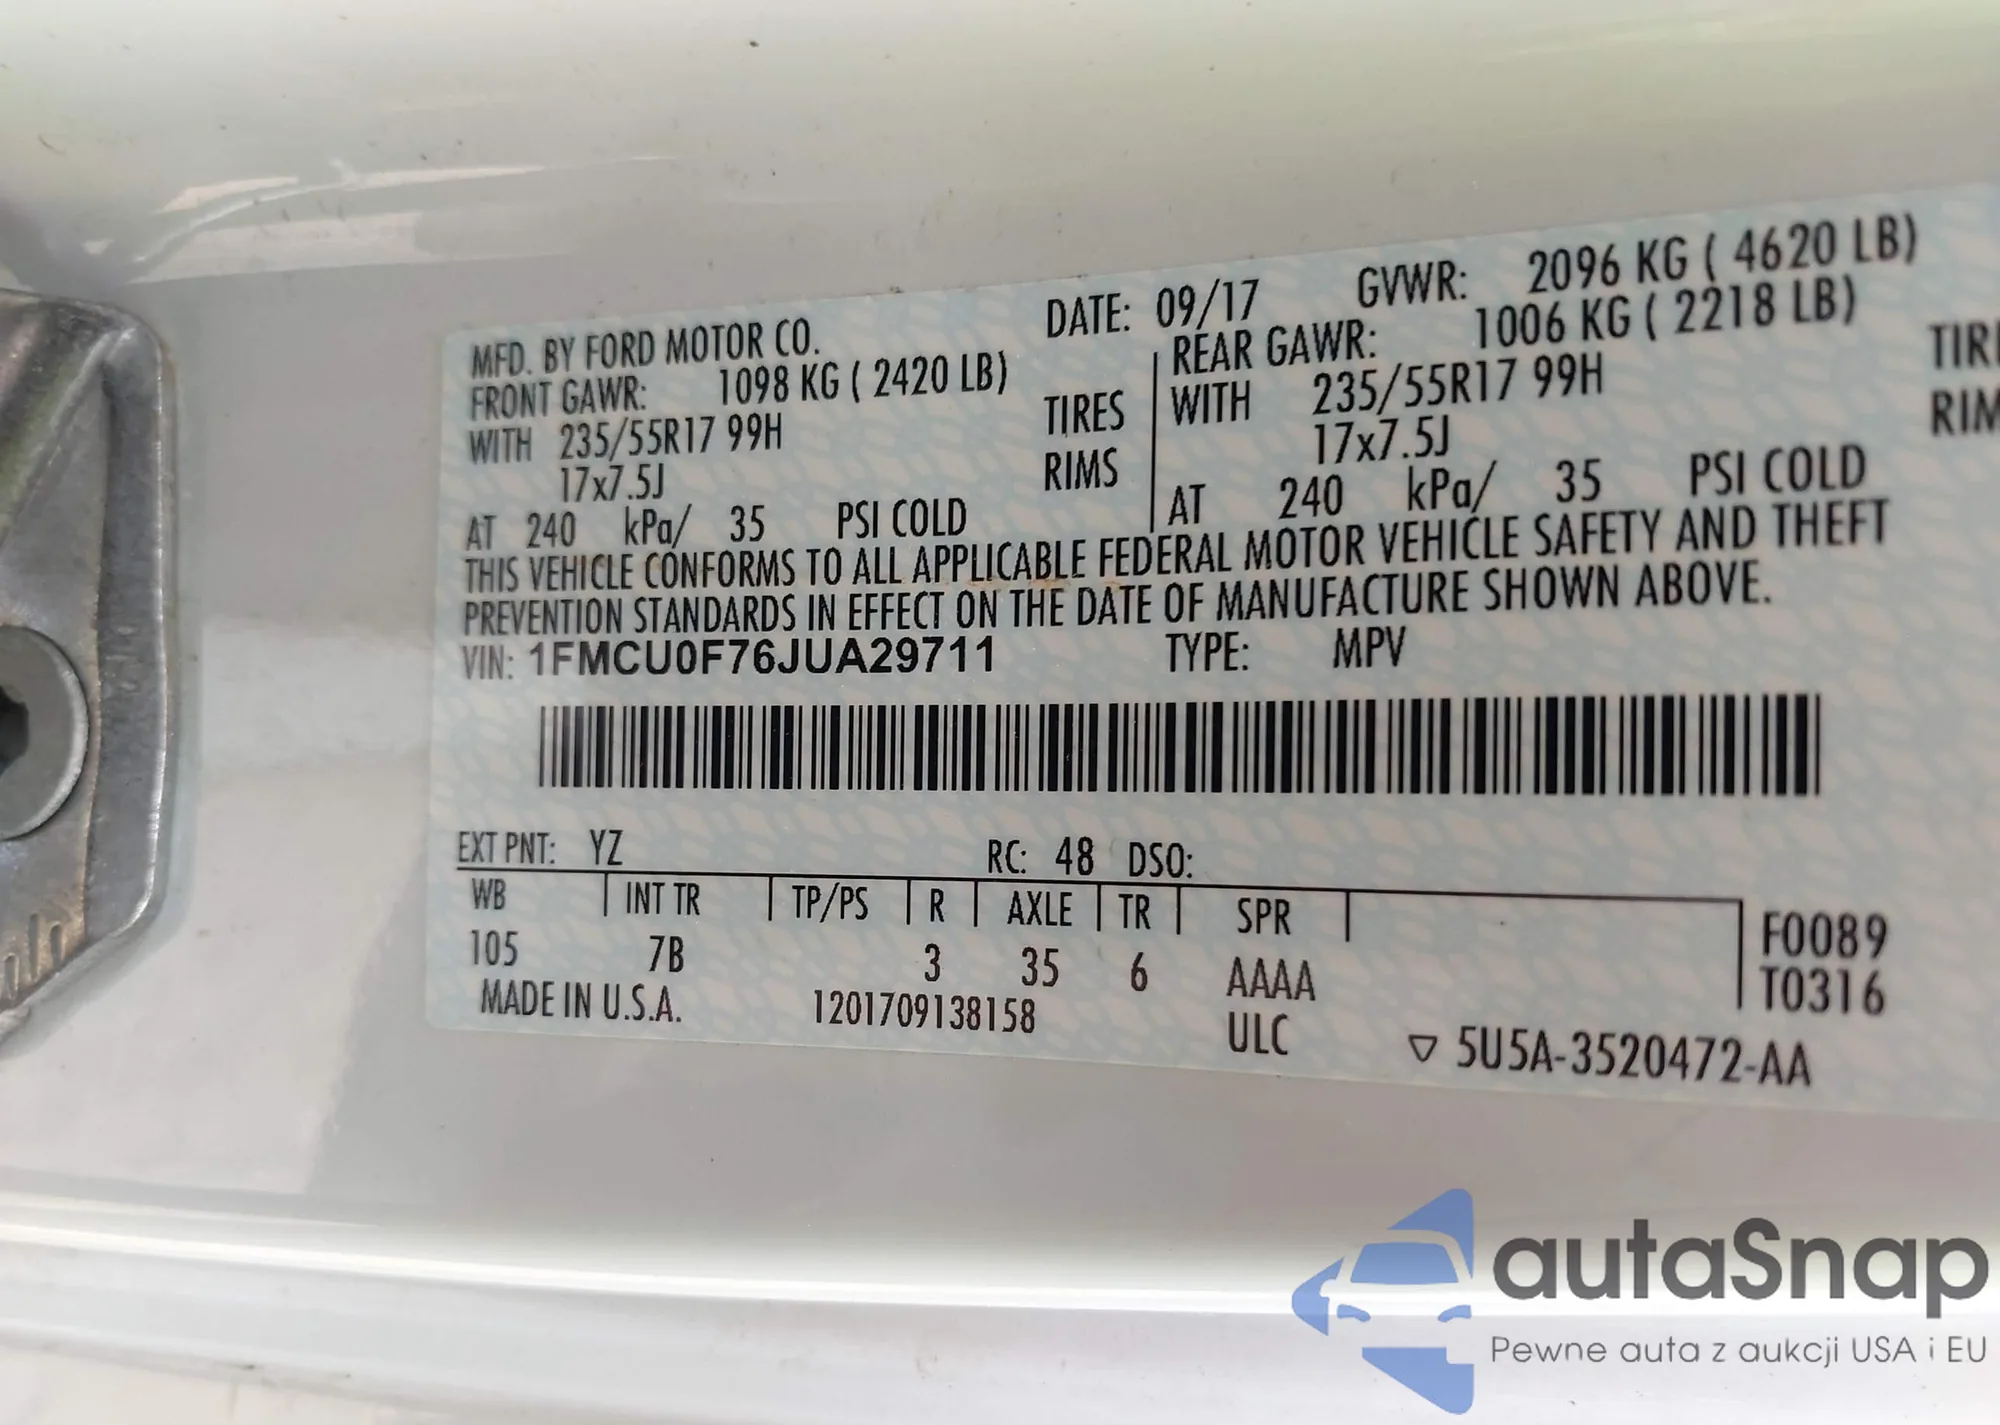 MFD. BY FORD MOTOR CO. DATE: 09/17 GVWR: 2096 KG ( 4620 LB)
FRONT GAWR: 1098 KG ( 2420 LB) REAR GAWR: 1006 KG ( 2218 LB)
WITH 235/55R17 99H TIRES WITH 235/55R17 99H
17x7.5J RIMS 17x7.5J
AT 240 kPa/ 35 PSI COLD AT 240 kPa/ 35 PSI COLD
THIS VEHICLE CONFORMS TO ALL APPLICABLE FEDERAL MOTOR VEHICLE SAFETY AND THEFT
PREVENTION STANDARDS IN EFFECT ON THE DATE OF MANUFACTURE SHOWN ABOVE.
VIN: 1FMCU0F76JUA29711 TYPE: MPV
EXT PNT: YZ RC: 48 DSO:
WB INT TR TP/PS R AXLE TR SPR F0089
105 7B 3 35 6 AAAA T0316
MADE IN U.S.A. 1201709138158 ULC ▽ 5U5A-3520472-AA
autaSnap
Pewne auta z aukcji USA i EU